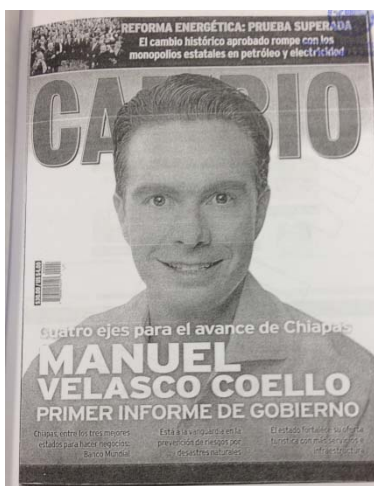 REFORMA ENERGÉTICA: PRUEBA SUPERADA
El cambio histórico aprobado rompe con los
monopolios estatales en petróleo y electricidad
CAMBIO
Cuatro ejes para el avance de Chiapas
MANUEL
VELASCO COELLO
PRIMER INFORME DE GOBIERNO
Chiapas, entre los tres mejores
estados para hacer negocios:
Banco Mundial
Está a la vanguardia en la
prevención de riesgos por
desastres naturales
El estado fortalece su oferta
turística con más servicios e
infraestructura